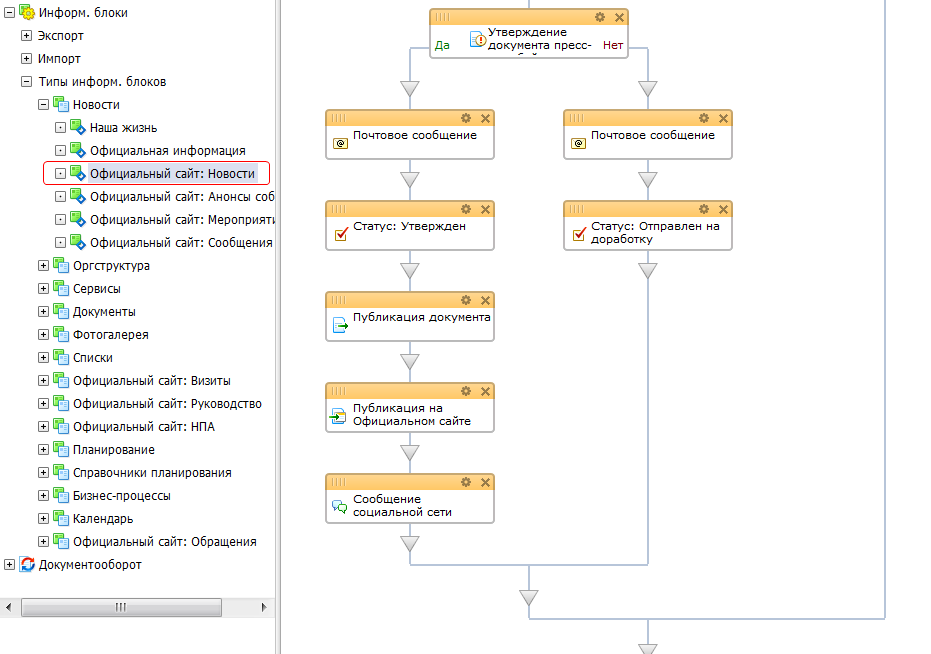 Информ. блоки
Экспорт
Импорт
Типы информ. блоков
Новости
Наша жизнь
Официальная информация
Официальный сайт: Новости
Официальный сайт: Анонсы соб
Официальный сайт: Мероприяти
Официальный сайт: Сообщения
Оргструктура
Сервисы
Документы
Фотогалерея
Списки
Официальный сайт: Визиты
Официальный сайт: Руководство
Официальный сайт: НПА
Планирование
Справочники планирования
Бизнес-процессы
Календарь
Официальный сайт: Обращения
Документооборот
Утверждение
документа пресс-
Да
Нет
Почтовое сообщение
Почтовое сообщение
Статус: Утвержден
Статус: Отправлен на
доработку
Публикация документа
Публикация на
Официальном сайте
Сообщение
социальной сети